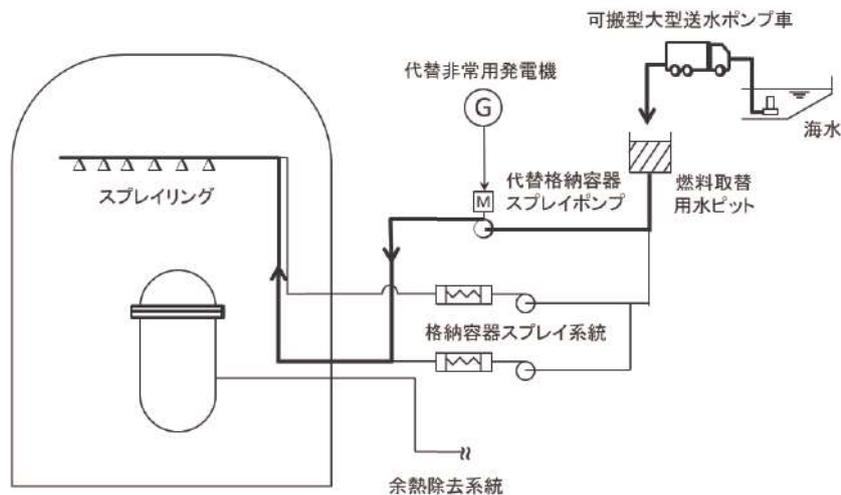 可搬型大型送水ポンプ車
代替非常用発電機
G
海水
スプレイリング
M
代替格納容器
スプレイポンプ
燃料取替
用水ピット
格納容器スプレイ系統
余熱除去系統